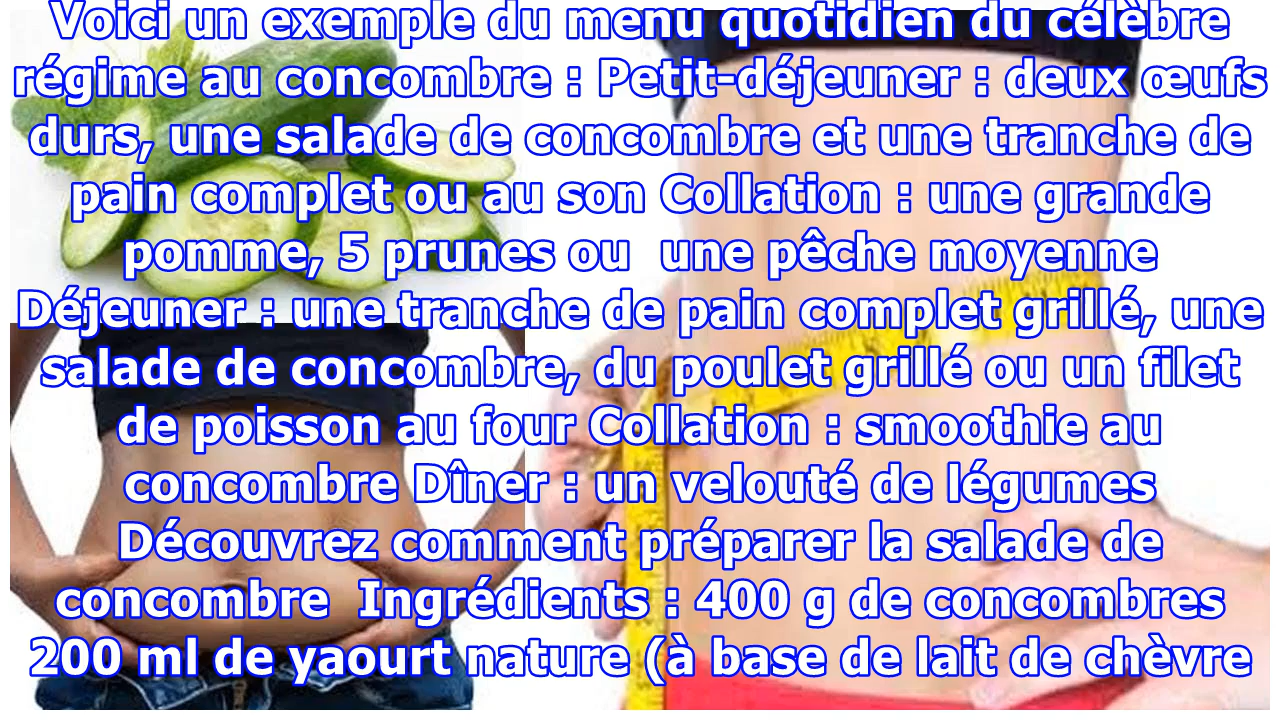 Voici un exemple du menu quotidien du célèbre
régime au concombre : Petit-déjeuner : deux œufs
durs, une salade de concombre et une tranche de
pain complet ou au son Collation : une grande
pomme, 5 prunes ou  une pêche moyenne
Déjeuner : une tranche de pain complet grillé, une
salade de concombre, du poulet grillé ou un filet
de poisson au four Collation : smoothie au
concombre Dîner : un velouté de légumes
Découvrez comment préparer la salade de
concombre  Ingrédients : 400 g de concombres
200 ml de yaourt nature (à base de lait de chèvre